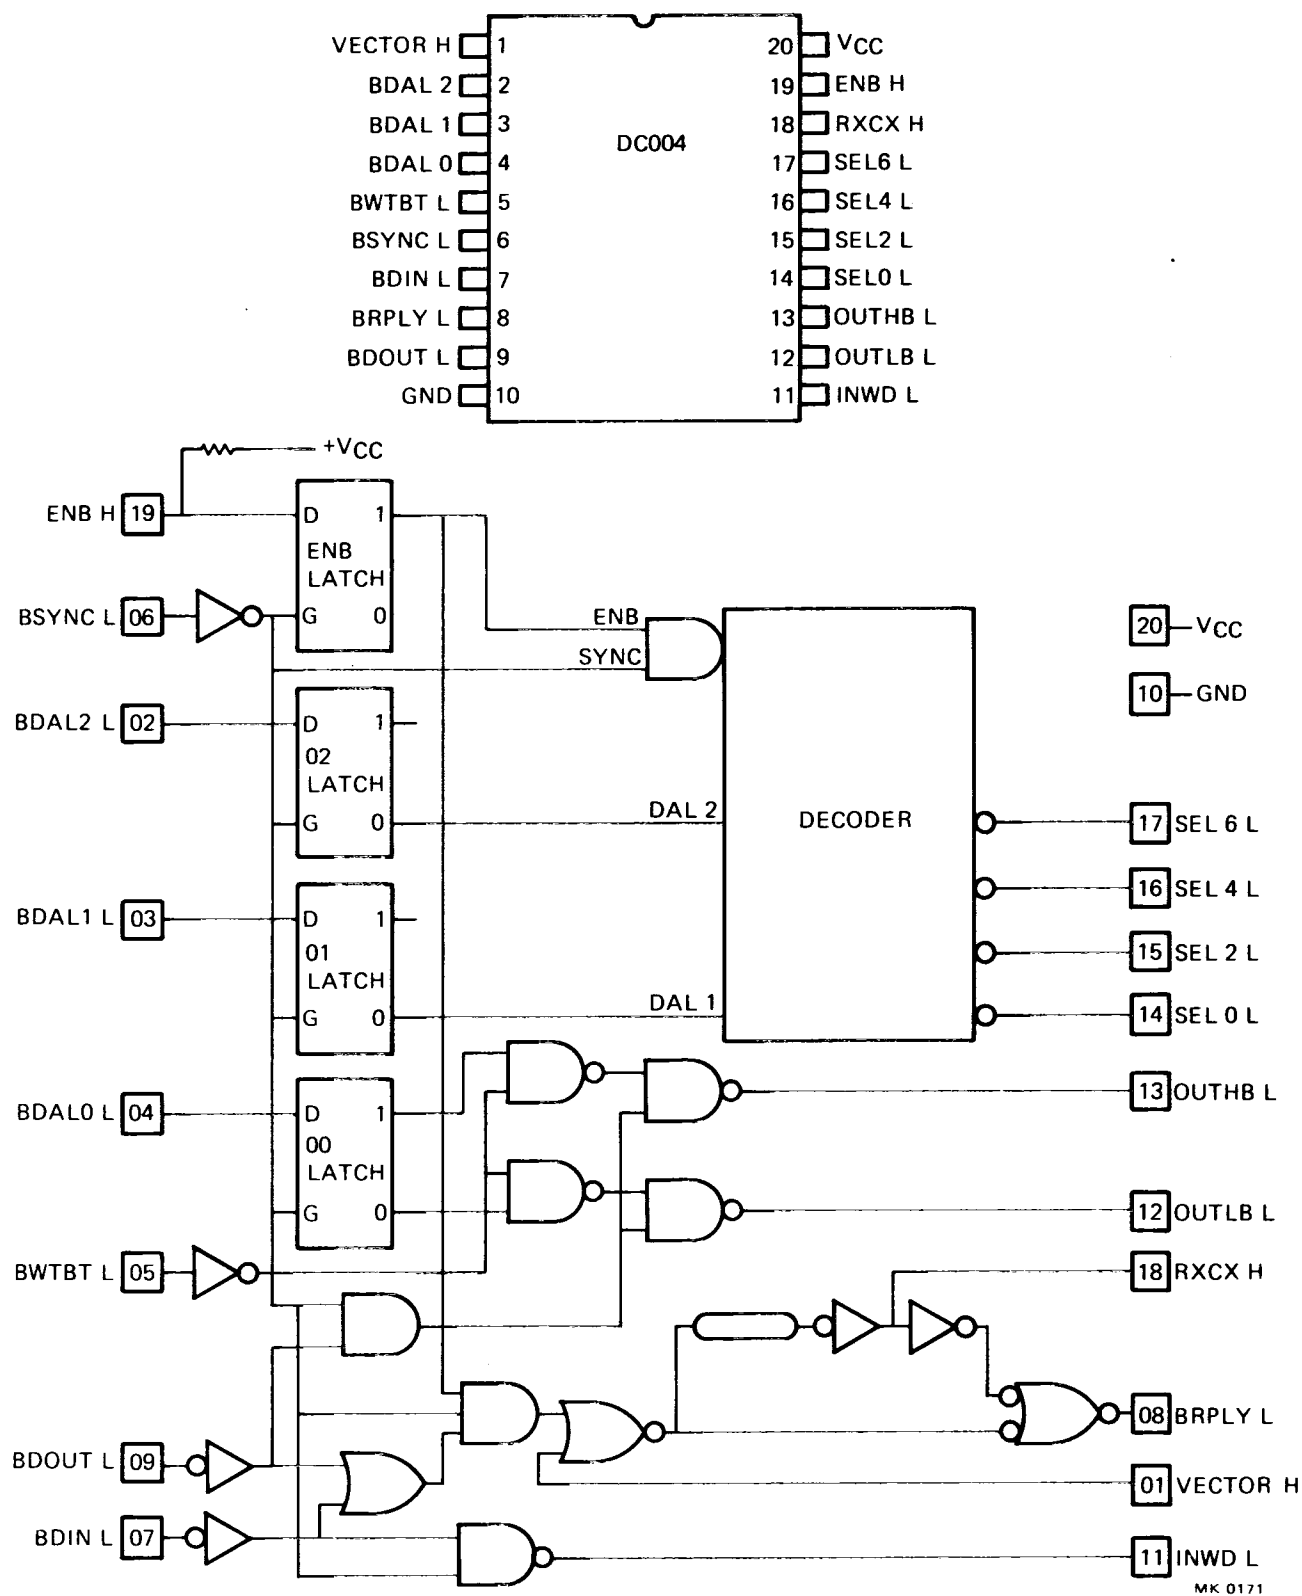 VECTOR H 1 20 VCC
BDAL 2 2 19 ENB H
BDAL 1 3 18 RXCX H
DC004
BDAL 0 4 17 SEL6 L
BWTBT L 5 16 SEL4 L
BSYNC L 6 15 SEL2 L
BDIN L 7 14 SEL0 L
BRPLY L 8 13 OUTHB L
BDOUT L 9 12 OUTLB L
GND 10 11 INWD L
+VCC
ENB H 19 D 1
ENB
LATCH
BSYNC L 06 G 0
ENB
SYNC
20 VCC
10 GND
BDAL2 L 02 D 1
02
LATCH
G 0 DAL 2 DECODER 17 SEL 6 L
16 SEL 4 L
BDAL1 L 03 D 1
01
LATCH
15 SEL 2 L
G 0 DAL 1 14 SEL 0 L
13 OUTHB L
BDAL0 L 04 D 1
00
LATCH
G 0 12 OUTLB L
BWTBT L 05 18 RXCX H
08 BRPLY L
BDOUT L 09 01 VECTOR H
BDIN L 07 11 INWD L
MK 0171